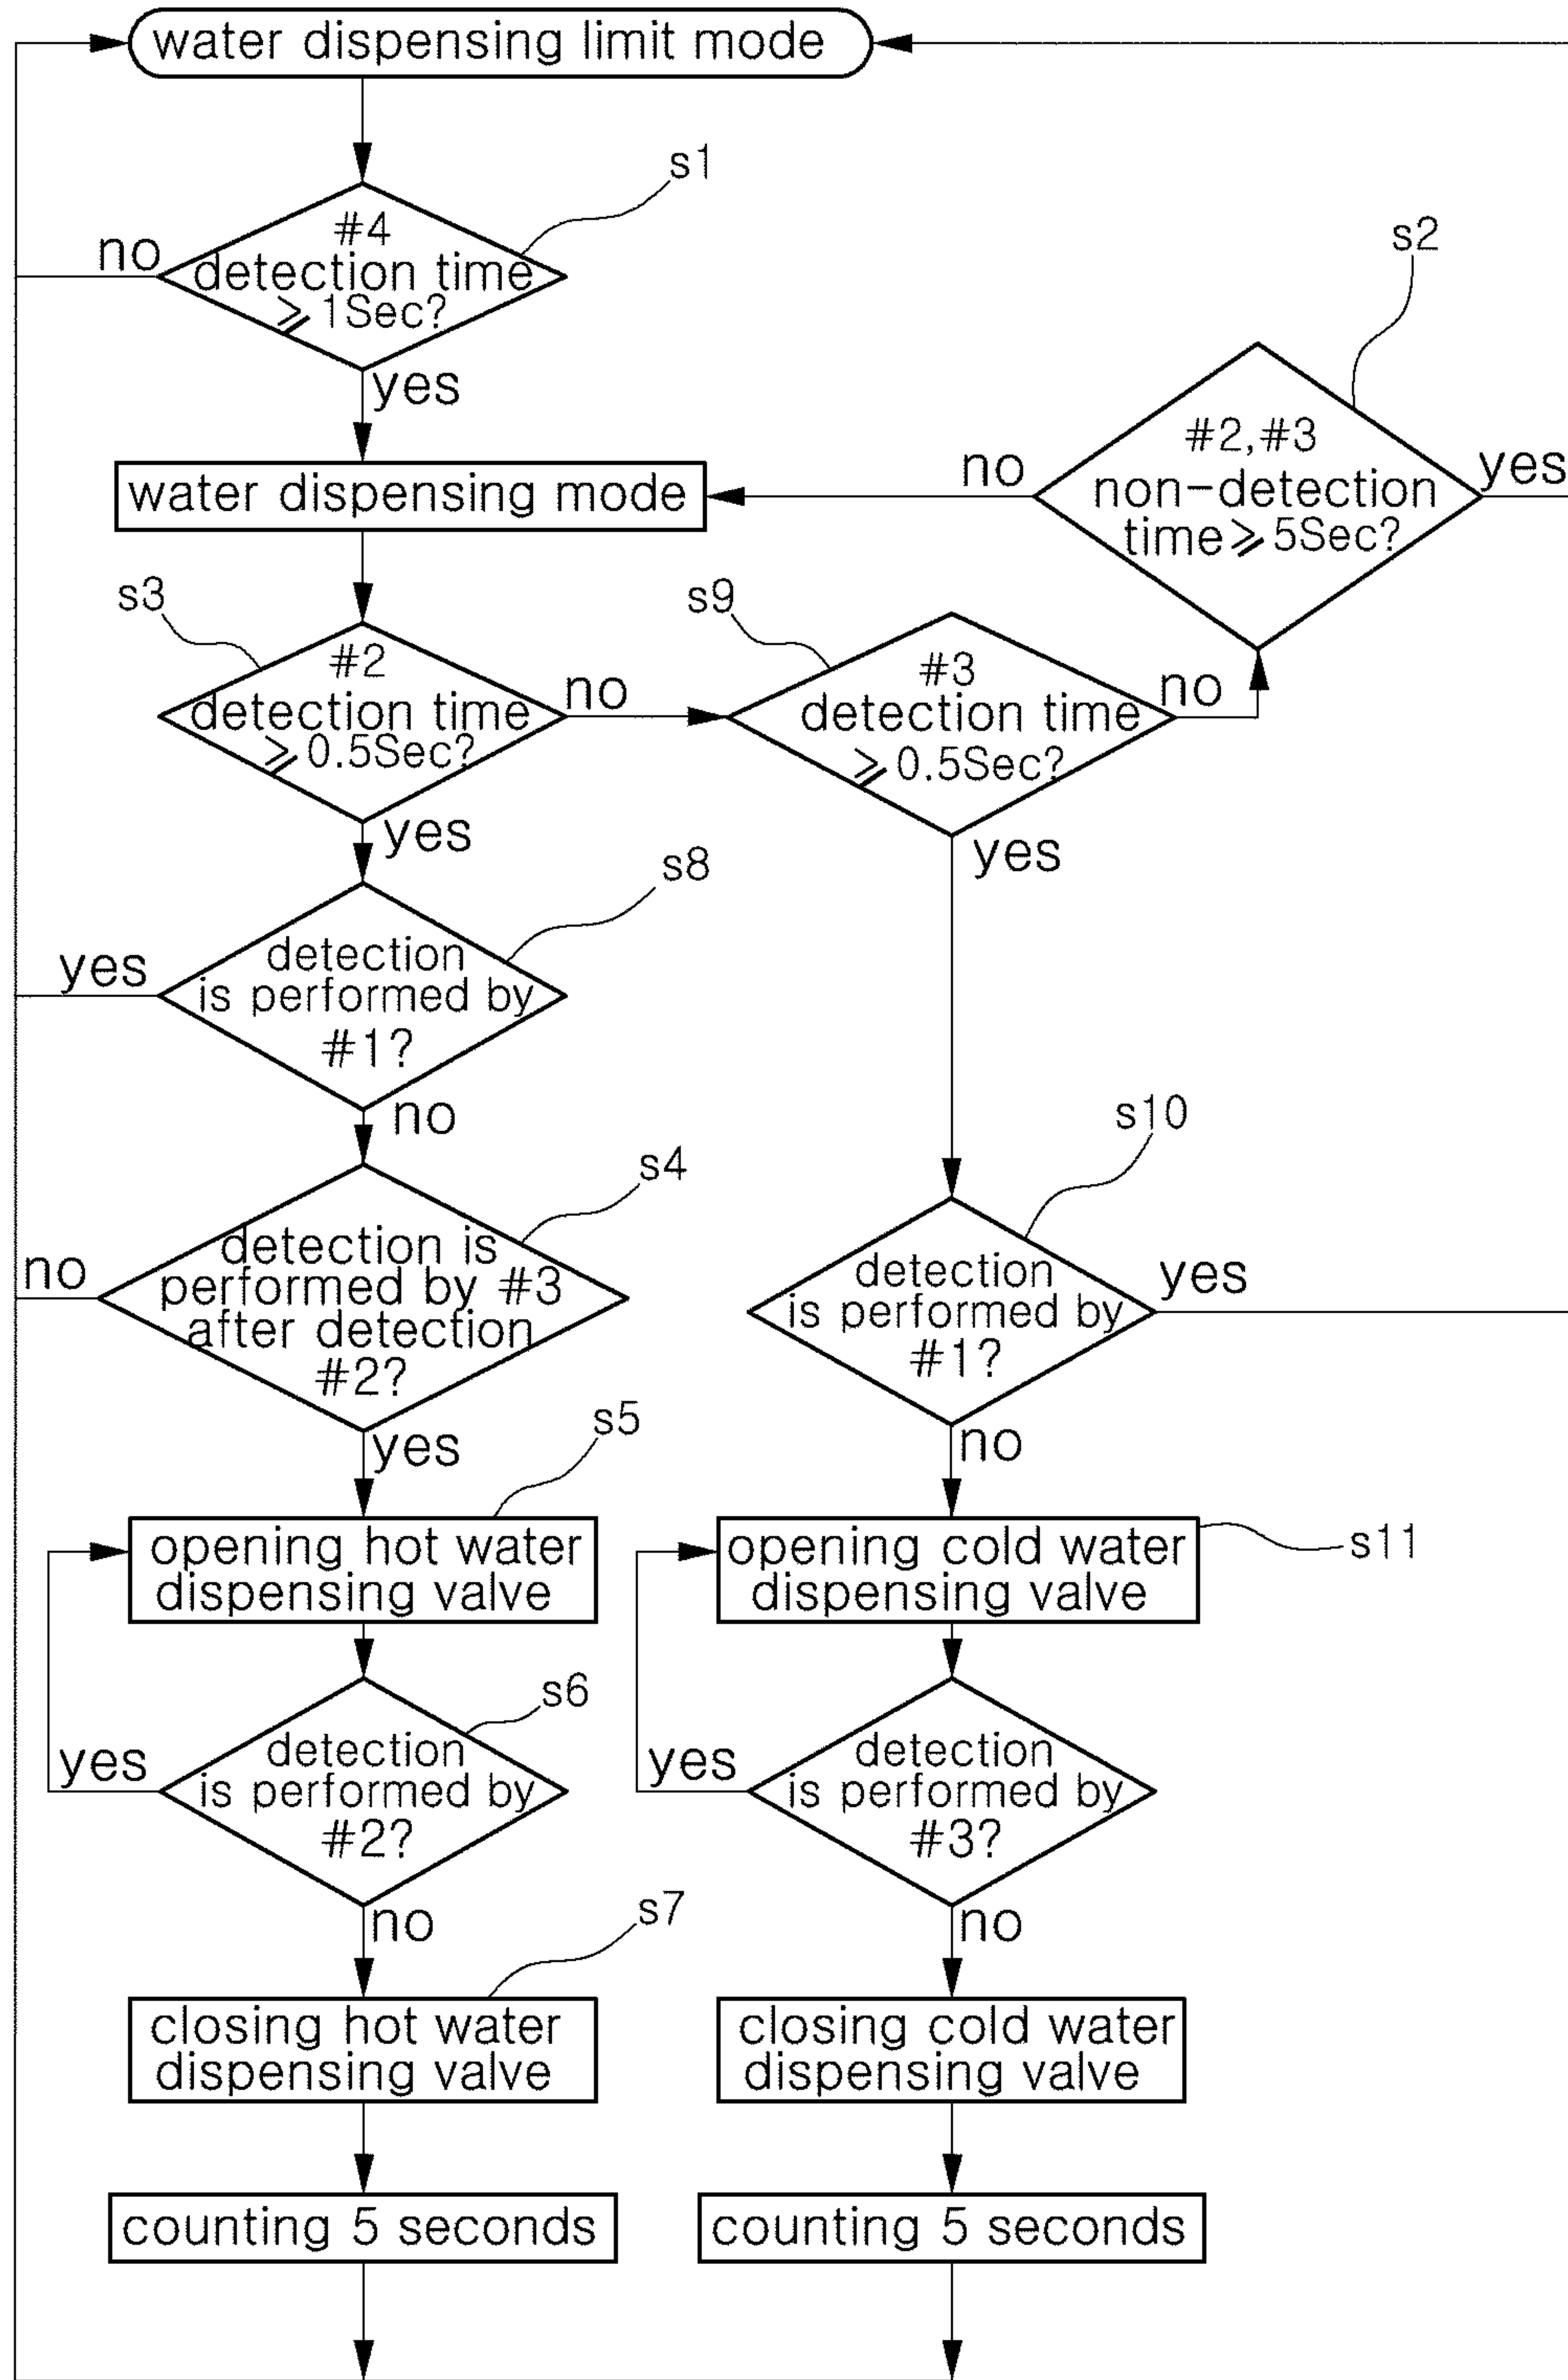 water dispensing limit mode
s1
#4
detection time
≥ 1Sec?
no
yes
s2
#2,#3
non-detection
time≥ 5Sec?
no
yes
water dispensing mode
s3
#2
detection time
≥ 0.5Sec?
no
yes
s9
#3
detection time
≥ 0.5Sec?
no
yes
s8
detection
is performed by
#1?
yes
no
s4
detection is
performed by #3
after detection
#2?
no
yes
s10
detection
is performed by
#1?
yes
no
s5
opening hot water
dispensing valve
opening cold water
dispensing valve
s11
s6
detection
is performed by
#2?
yes
no
detection
is performed by
#3?
yes
no
s7
closing hot water
dispensing valve
closing cold water
dispensing valve
counting 5 seconds
counting 5 seconds